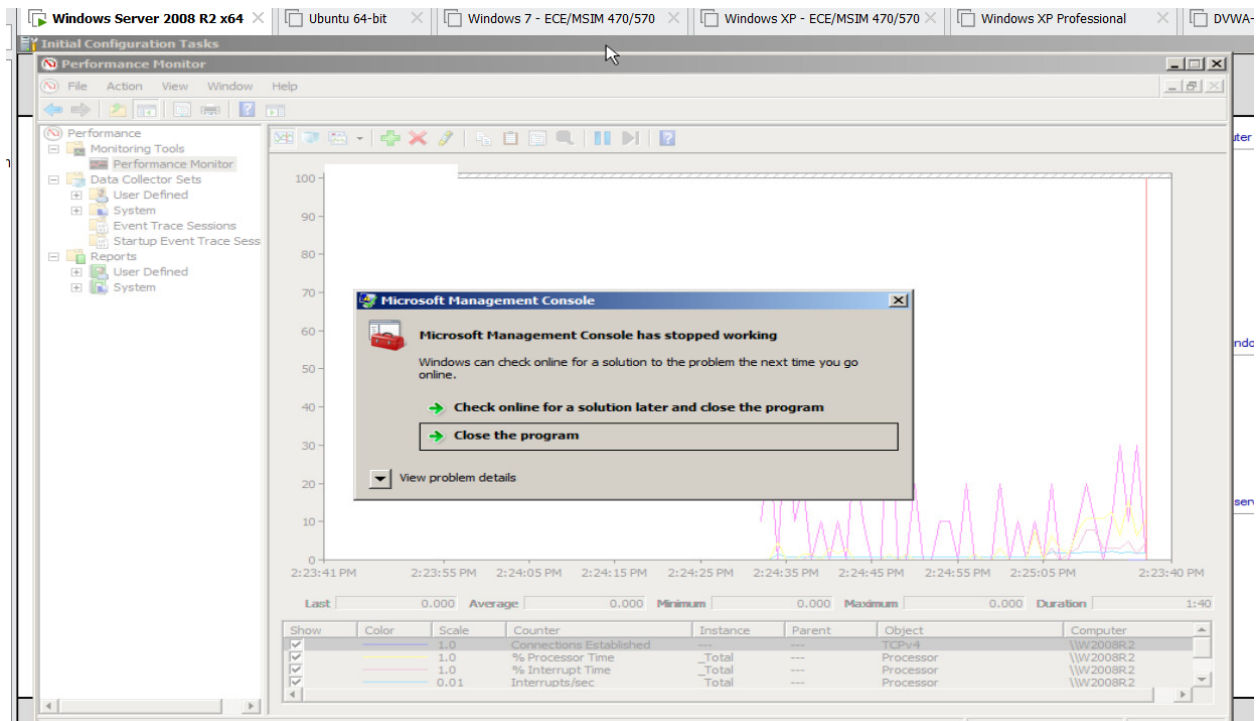 Windows Server 2008 R2 x64
Ubuntu 64-bit
Windows 7 - ECE/MSIM 470/570
Windows XP - ECE/MSIM 470/570
Windows XP Professional
DVWA-
Initial Configuration Tasks
Performance Monitor
File Action View Window Help
Performance
Monitoring Tools
Performance Monitor
Data Collector Sets
User Defined
System
Event Trace Sessions
Startup Event Trace Sess
Reports
User Defined
System
100
90
80
70
60
50
40
30
20
10
0
Microsoft Management Console
Microsoft Management Console has stopped working
Windows can check online for a solution to the problem the next time you go
online.
Check online for a solution later and close the program
Close the program
View problem details
2:23:41 PM 2:23:55 PM 2:24:05 PM 2:24:15 PM 2:24:25 PM 2:24:35 PM 2:24:45 PM 2:24:55 PM 2:25:05 PM 2:23:40 PM
Last 0.000 Average 0.000 Minimum 0.000 Maximum 0.000 Duration 1:40
Show Color Scale Counter Instance Parent Object Computer
1.0 Connections Established --- --- TCPv4 \\W2008R2
1.0 % Processor Time _Total --- Processor \\W2008R2
1.0 % Interrupt Time _Total --- Processor \\W2008R2
0.01 Interrupts/sec _Total --- Processor \\W2008R2